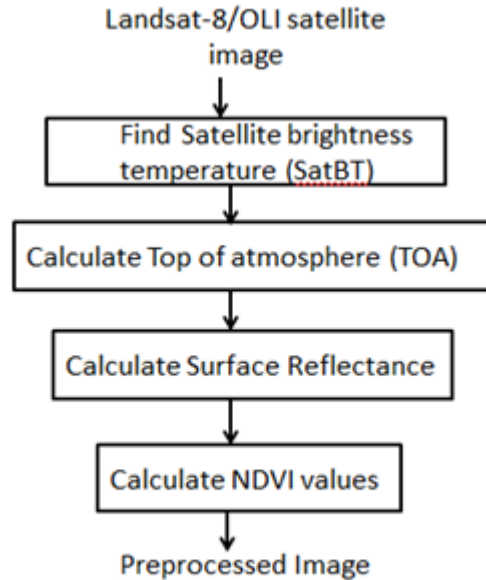 Landsat-8/OLI satellite
image
Find Satellite brightness
temperature (SatBT)
Calculate Top of atmosphere (TOA)
Calculate Surface Reflectance
Calculate NDVI values
Preprocessed Image